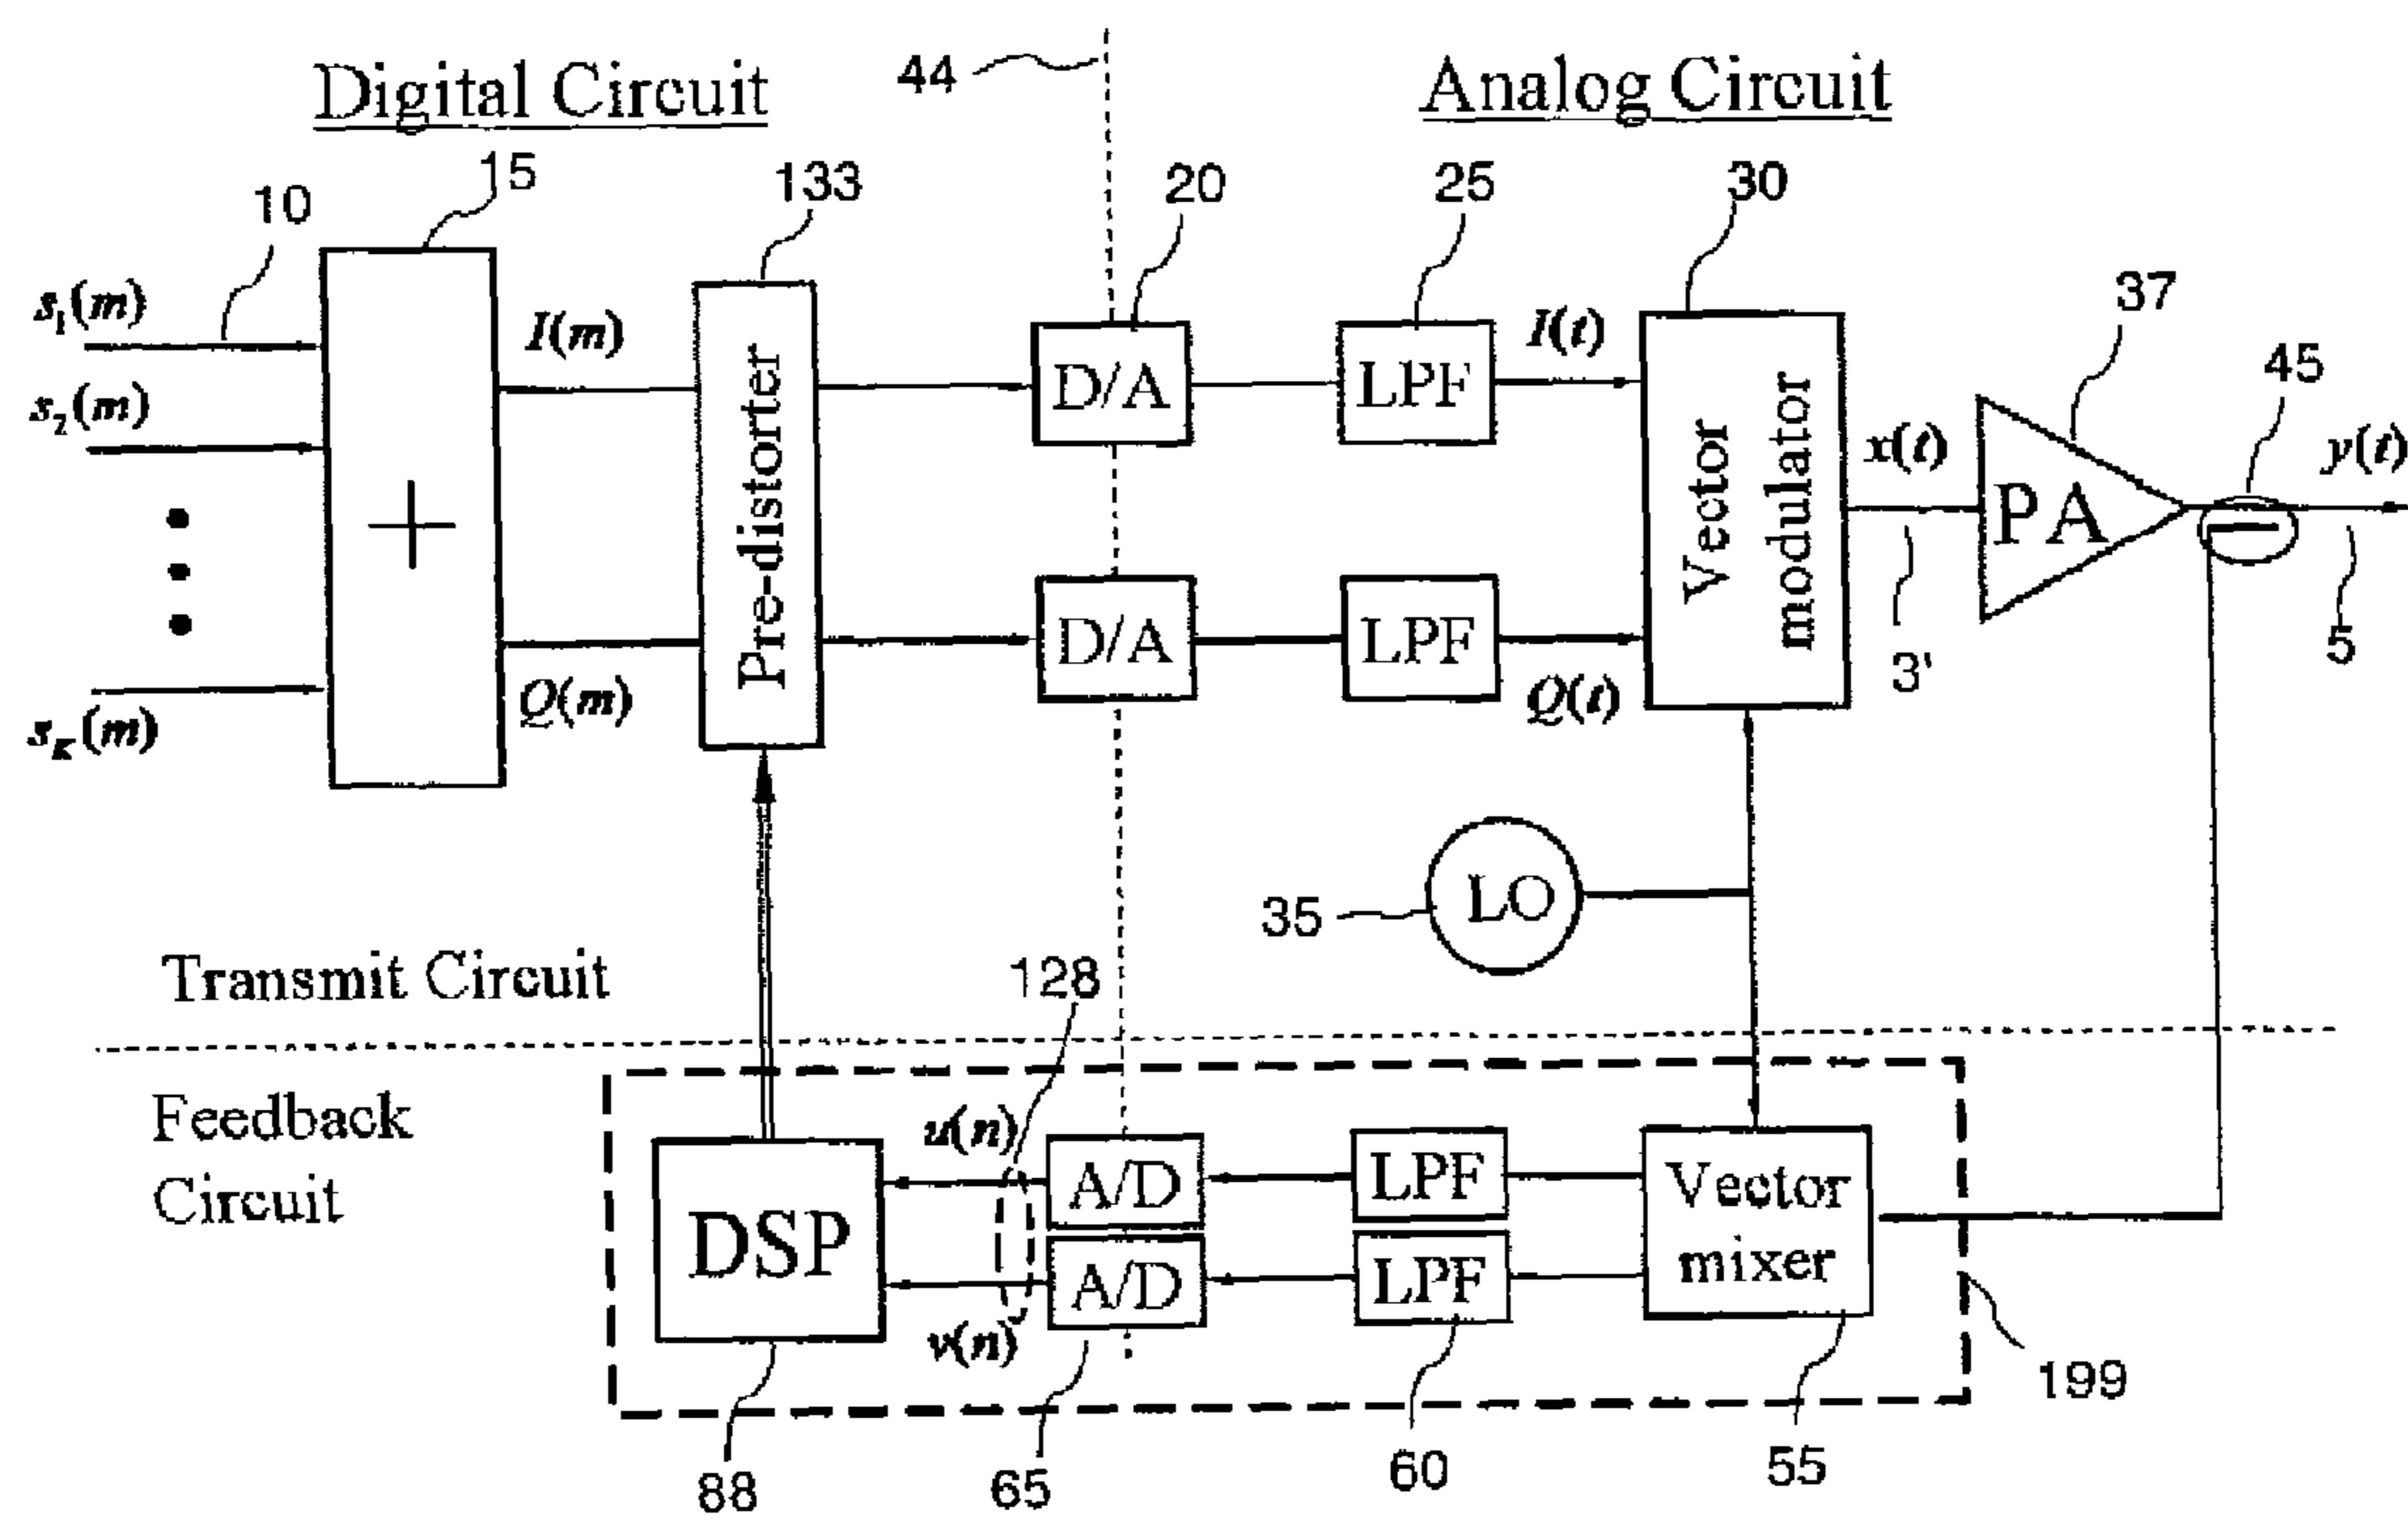 Digital Circuit
44
Analog Circuit
10
15
133
20
25
30
37
45
s₁(m)
s₂(m)
s_K(m)
+
I(m)
Q(m)
Pre-distorter
D/A
LPF
I(t)
D/A
LPF
Q(t)
Vector
modulator
x(t)
3'
PA
y(t)
5
LO
35
Transmit Circuit
Feedback
Circuit
128
DSP
u(n)
v(n)
A/D
A/D
LPF
LPF
Vector
mixer
199
88
65
60
55